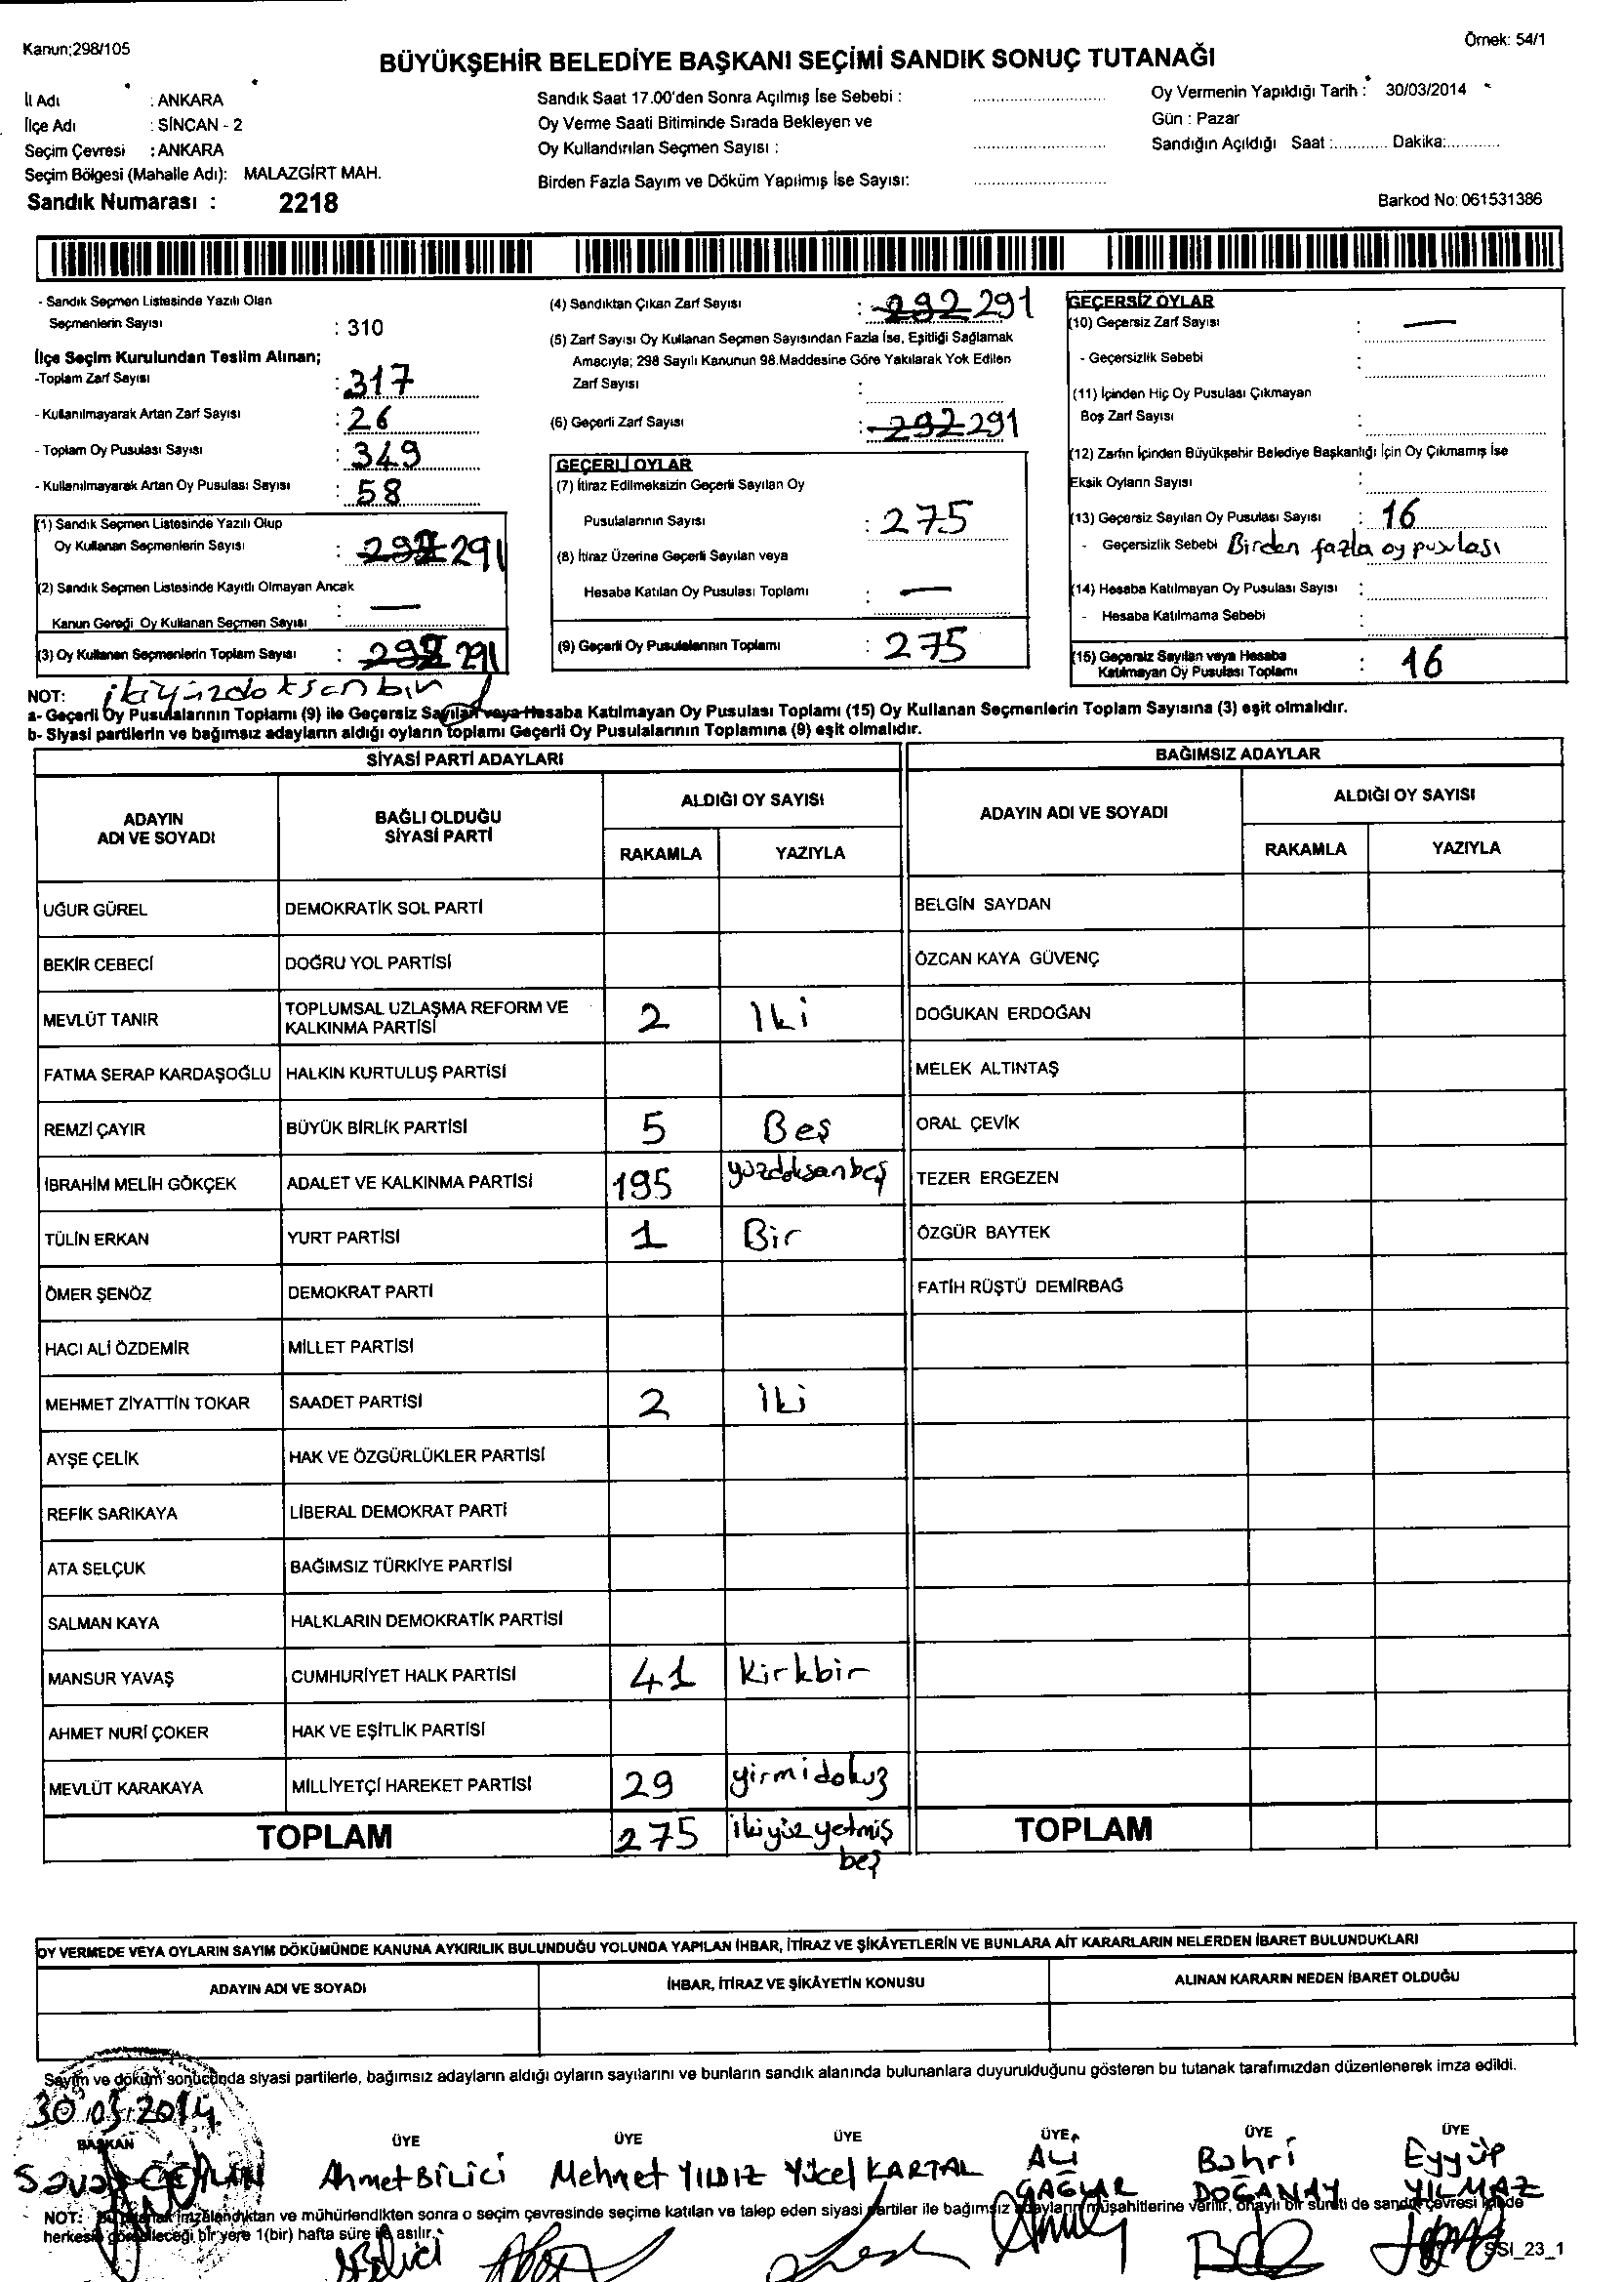 Kanun;298/105
Örnek: 54/1
BÜYÜKŞEHİR BELEDİYE BAŞKANI SEÇİMİ SANDIK SONUÇ TUTANAĞI
İl Adı : ANKARA
İlçe Adı : SİNCAN - 2
Seçim Çevresi : ANKARA
Seçim Bölgesi (Mahalle Adı): MALAZGİRT MAH.
Sandık Numarası : 2218
Sandık Saat 17.00'den Sonra Açılmış İse Sebebi :
Oy Verme Saati Bitiminde Sırada Bekleyen ve
Oy Kullandırılan Seçmen Sayısı :
Birden Fazla Sayım ve Döküm Yapılmış İse Sayısı:
Oy Vermenin Yapıldığı Tarih : 30/03/2014
Gün : Pazar
Sandığın Açıldığı Saat :........... Dakika:...........
Barkod No: 061531386
- Sandık Seçmen Listesinde Yazılı Olan
Seçmenlerin Sayısı : 310
İlçe Seçim Kurulundan Teslim Alınan;
-Toplam Zarf Sayısı : 317
- Kullanılmayarak Artan Zarf Sayısı : 26
- Toplam Oy Pusulası Sayısı : 349
- Kullanılmayarak Artan Oy Pusulası Sayısı : 58
(1) Sandık Seçmen Listesinde Yazılı Olup
Oy Kullanan Seçmenlerin Sayısı : 291
(2) Sandık Seçmen Listesinde Kayıtlı Olmayan Ancak
Kanun Gereği Oy Kullanan Seçmen Sayısı : —
(3) Oy Kullanan Seçmenlerin Toplam Sayısı : 291
ikiyüzdoksanbir
(4) Sandıktan Çıkan Zarf Sayısı : 292 291
(5) Zarf Sayısı Oy Kullanan Seçmen Sayısından Fazla İse, Eşitliği Sağlamak
Amacıyla; 298 Sayılı Kanunun 98.Maddesine Göre Yakılarak Yok Edilen
Zarf Sayısı :
(6) Geçerli Zarf Sayısı : 292 291
GEÇERLİ OYLAR
(7) İtiraz Edilmeksizin Geçerli Sayılan Oy
Pusulalarının Sayısı : 275
(8) İtiraz Üzerine Geçerli Sayılan veya
Hesaba Katılan Oy Pusulası Toplamı : —
(9) Geçerli Oy Pusulalarının Toplamı : 275
GEÇERSİZ OYLAR
(10) Geçersiz Zarf Sayısı : —
- Geçersizlik Sebebi :
(11) İçinden Hiç Oy Pusulası Çıkmayan
Boş Zarf Sayısı :
(12) Zarfın İçinden Büyükşehir Belediye Başkanlığı İçin Oy Çıkmamış İse
Eksik Oyların Sayısı :
(13) Geçersiz Sayılan Oy Pusulası Sayısı : 16
- Geçersizlik Sebebi Birden fazla oy pusulası
(14) Hesaba Katılmayan Oy Pusulası Sayısı :
- Hesaba Katılmama Sebebi :
(15) Geçersiz Sayılan veya Hesaba
Katılmayan Oy Pusulası Toplamı : 16
NOT:
a- Geçerli Oy Pusulalarının Toplamı (9) ile Geçersiz Sayılan veya Hesaba Katılmayan Oy Pusulası Toplamı (15) Oy Kullanan Seçmenlerin Toplam Sayısına (3) eşit olmalıdır.
b- Siyasi partilerin ve bağımsız adayların aldığı oyların toplamı Geçerli Oy Pusulalarının Toplamına (9) eşit olmalıdır.
SİYASİ PARTİ ADAYLARI
ADAYIN ADI VE SOYADI BAĞLI OLDUĞU SİYASİ PARTİ ALDIĞI OY SAYISI
RAKAMLA YAZIYLA
UĞUR GÜREL DEMOKRATİK SOL PARTİ
BEKİR CEBECİ DOĞRU YOL PARTİSİ
MEVLÜT TANIR TOPLUMSAL UZLAŞMA REFORM VE KALKINMA PARTİSİ 2 İki
FATMA SERAP KARDAŞOĞLU HALKIN KURTULUŞ PARTİSİ
REMZİ ÇAYIR BÜYÜK BİRLİK PARTİSİ 5 Beş
İBRAHİM MELİH GÖKÇEK ADALET VE KALKINMA PARTİSİ 195 yüzdoksanbeş
TÜLİN ERKAN YURT PARTİSİ 1 Bir
ÖMER ŞENÖZ DEMOKRAT PARTİ
HACI ALİ ÖZDEMİR MİLLET PARTİSİ
MEHMET ZİYATTİN TOKAR SAADET PARTİSİ 2 İki
AYŞE ÇELİK HAK VE ÖZGÜRLÜKLER PARTİSİ
REFİK SARIKAYA LİBERAL DEMOKRAT PARTİ
ATA SELÇUK BAĞIMSIZ TÜRKİYE PARTİSİ
SALMAN KAYA HALKLARIN DEMOKRATİK PARTİSİ
MANSUR YAVAŞ CUMHURİYET HALK PARTİSİ 41 Kırkbir
AHMET NURİ ÇOKER HAK VE EŞİTLİK PARTİSİ
MEVLÜT KARAKAYA MİLLİYETÇİ HAREKET PARTİSİ 29 yirmidokuz
TOPLAM 275 ikiyüzyetmiş beş
BAĞIMSIZ ADAYLAR
ADAYIN ADI VE SOYADI ALDIĞI OY SAYISI
RAKAMLA YAZIYLA
BELGİN SAYDAN
ÖZCAN KAYA GÜVENÇ
DOĞUKAN ERDOĞAN
MELEK ALTINTAŞ
ORAL ÇEVİK
TEZER ERGEZEN
ÖZGÜR BAYTEK
FATİH RÜŞTÜ DEMİRBAĞ
TOPLAM
OY VERMEDE VEYA OYLARIN SAYIM DÖKÜMÜNDE KANUNA AYKIRILIK BULUNDUĞU YOLUNDA YAPILAN İHBAR, İTİRAZ VE ŞİKÂYETLERİN VE BUNLARA AİT KARARLARIN NELERDEN İBARET BULUNDUKLARI
ADAYIN ADI VE SOYADI İHBAR, İTİRAZ VE ŞİKÂYETİN KONUSU ALINAN KARARIN NEDEN İBARET OLDUĞU
Sayım ve döküm sonucunda siyasi partilerle, bağımsız adayların aldığı oyların sayılarını ve bunların sandık alanında bulunanlara duyurulduğunu gösteren bu tutanak tarafımızdan düzenlenerek imza edildi.
30.03.2014
BAŞKAN ÜYE ÜYE ÜYE ÜYE ÜYE ÜYE
Savaş Ahmet BİLİCİ Mehmet YILDIZ Yücel KARTAL Ali ÇAĞLAR Bahri DOĞANAY Eyyüp YILMAZ
NOT: Bu tutanak imzalandıktan ve mühürlendikten sonra o seçim çevresinde seçime katılan ve talep eden siyasi partiler ile bağımsız adayların müşahitlerine verilir, onaylı bir sureti de sandık çevresi içinde
herkesin görebileceği bir yere 1(bir) hafta süre ile asılır.
SSI_23_1